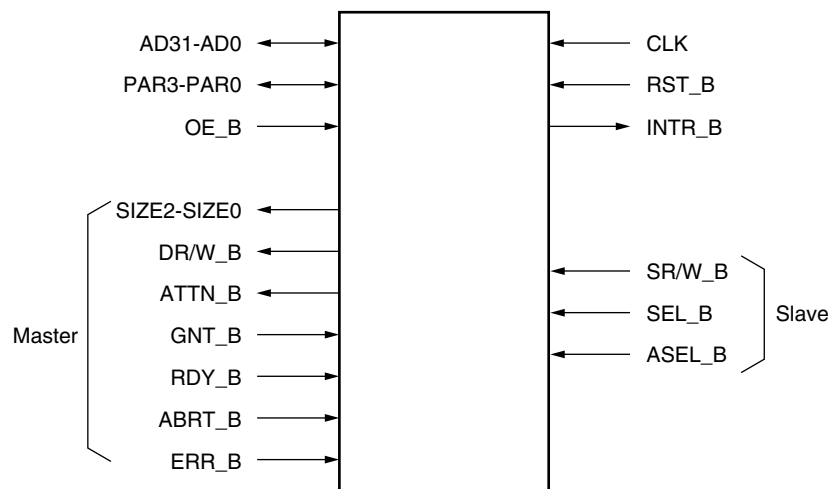 AD31-AD0
PAR3-PAR0
OE_B
SIZE2-SIZE0
DR/W_B
ATTN_B
Master
GNT_B
RDY_B
ABRT_B
ERR_B
CLK
RST_B
INTR_B
SR/W_B
SEL_B
Slave
ASEL_B